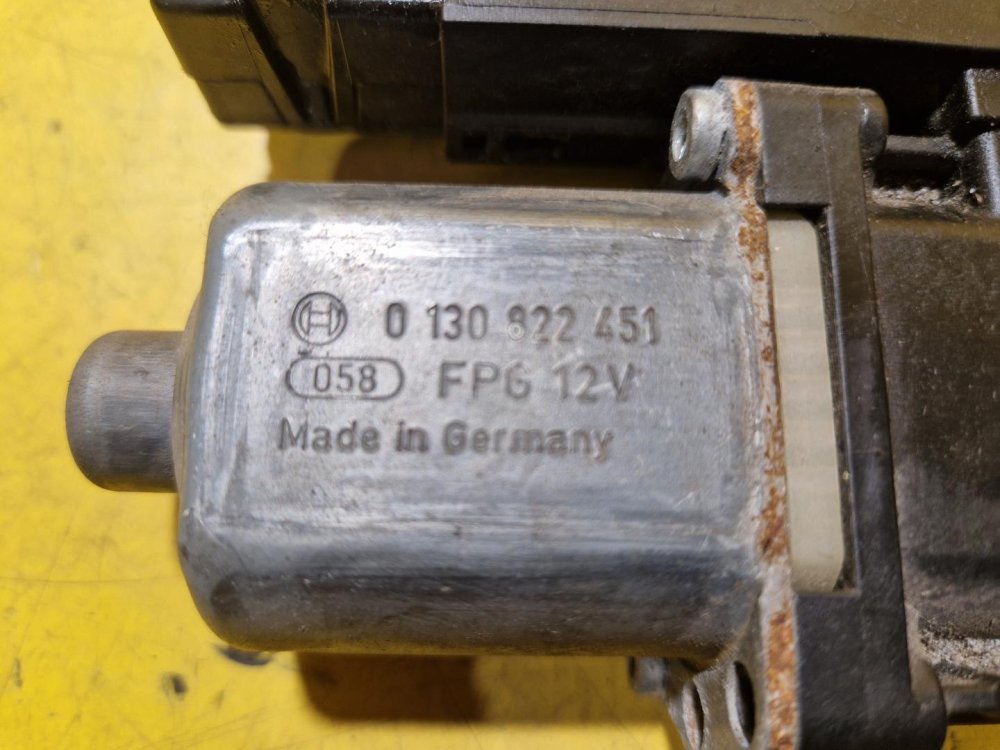 0 130 822 451
058 FPG 12V
Made in Germany